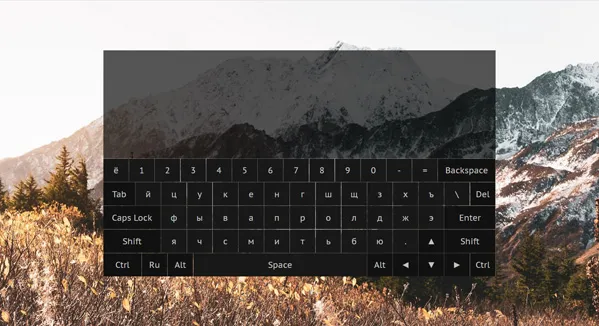 ё 1 2 3 4 5 6 7 8 9 0 - = Backspace
Tab й ц у к е н г ш щ з х ъ \ Del
Caps Lock ф ы в а п р о л д ж э Enter
Shift я ч с м и т ь б ю . ▲ Shift
Ctrl Ru Alt Space Alt ◄ ▼ ► Ctrl